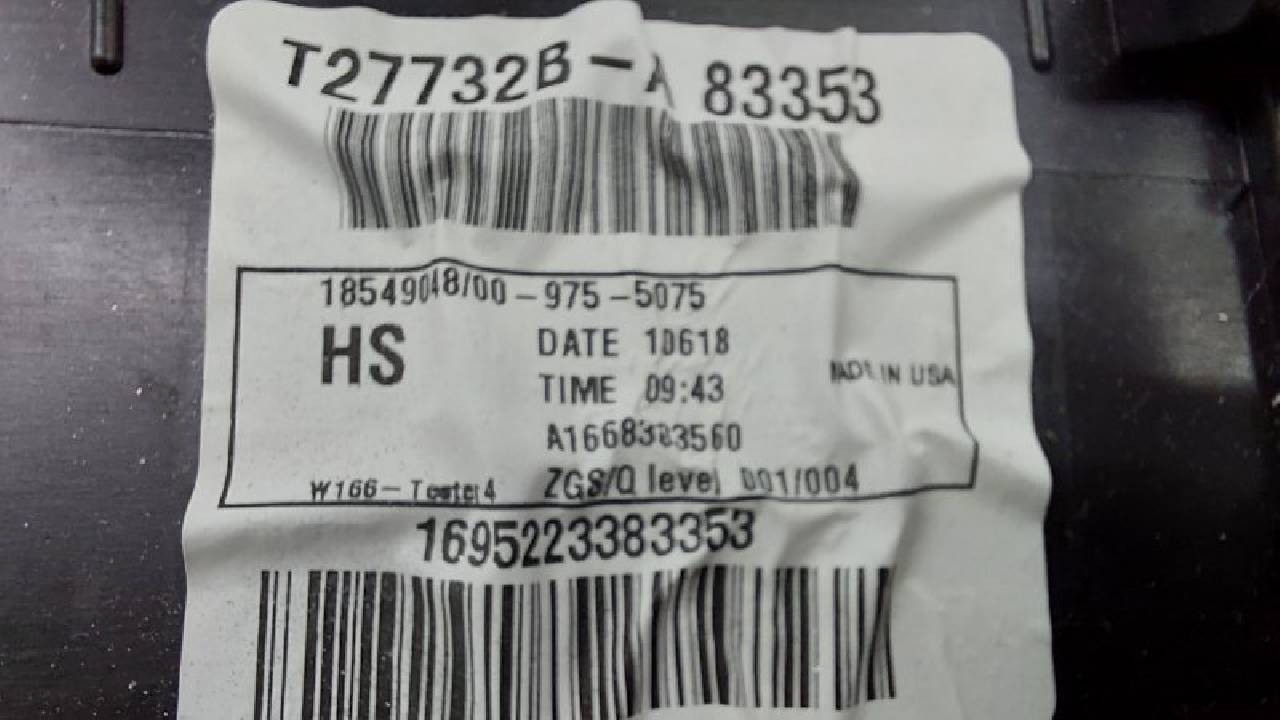 T27732B-A 83353
18549048/00-975-5075
HS
DATE 10618
TIME 09:43
MADE IN USA
A1668383560
W166-Tester4
ZGS/Q level 001/004
1695223383353